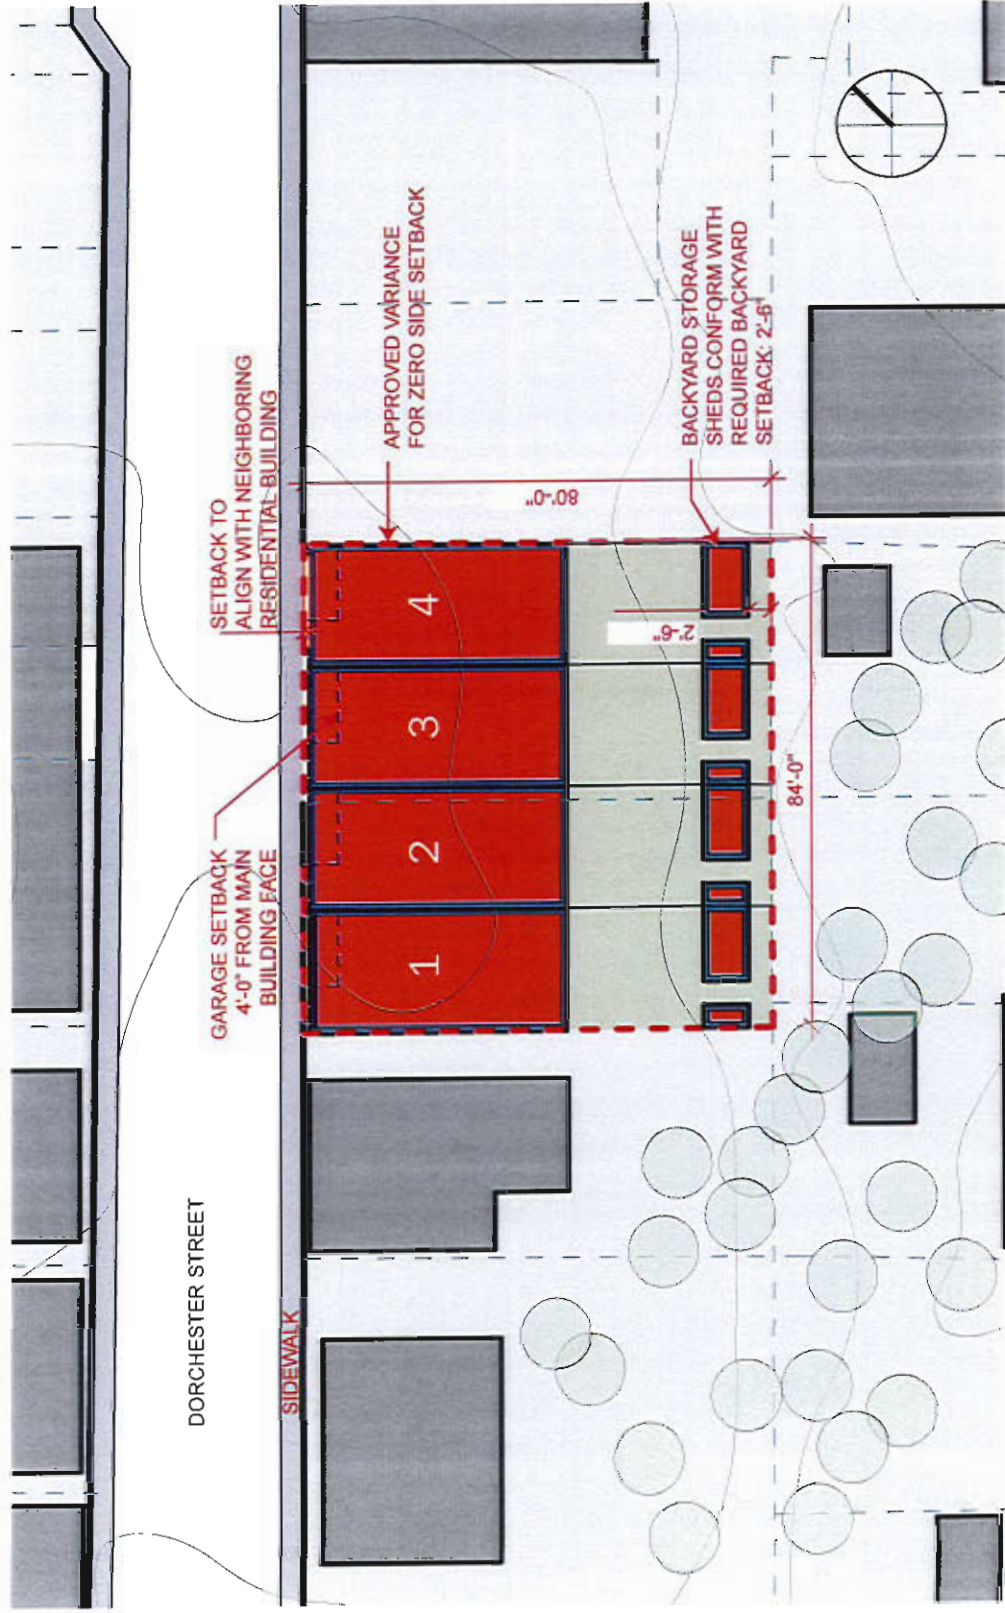 SETBACK TO
ALIGN WITH NEIGHBORING
RESIDENTIAL BUILDING
GARAGE SETBACK
4'-0" FROM MAIN
BUILDING FACE
APPROVED VARIANCE
FOR ZERO SIDE SETBACK
BACKYARD STORAGE
SHEDS CONFORM WITH
REQUIRED BACKYARD
SETBACK: 2'-6"
DORCHESTER STREET
SIDEWALK
1
2
3
4
80'-0"
2'-6"
84'-0"